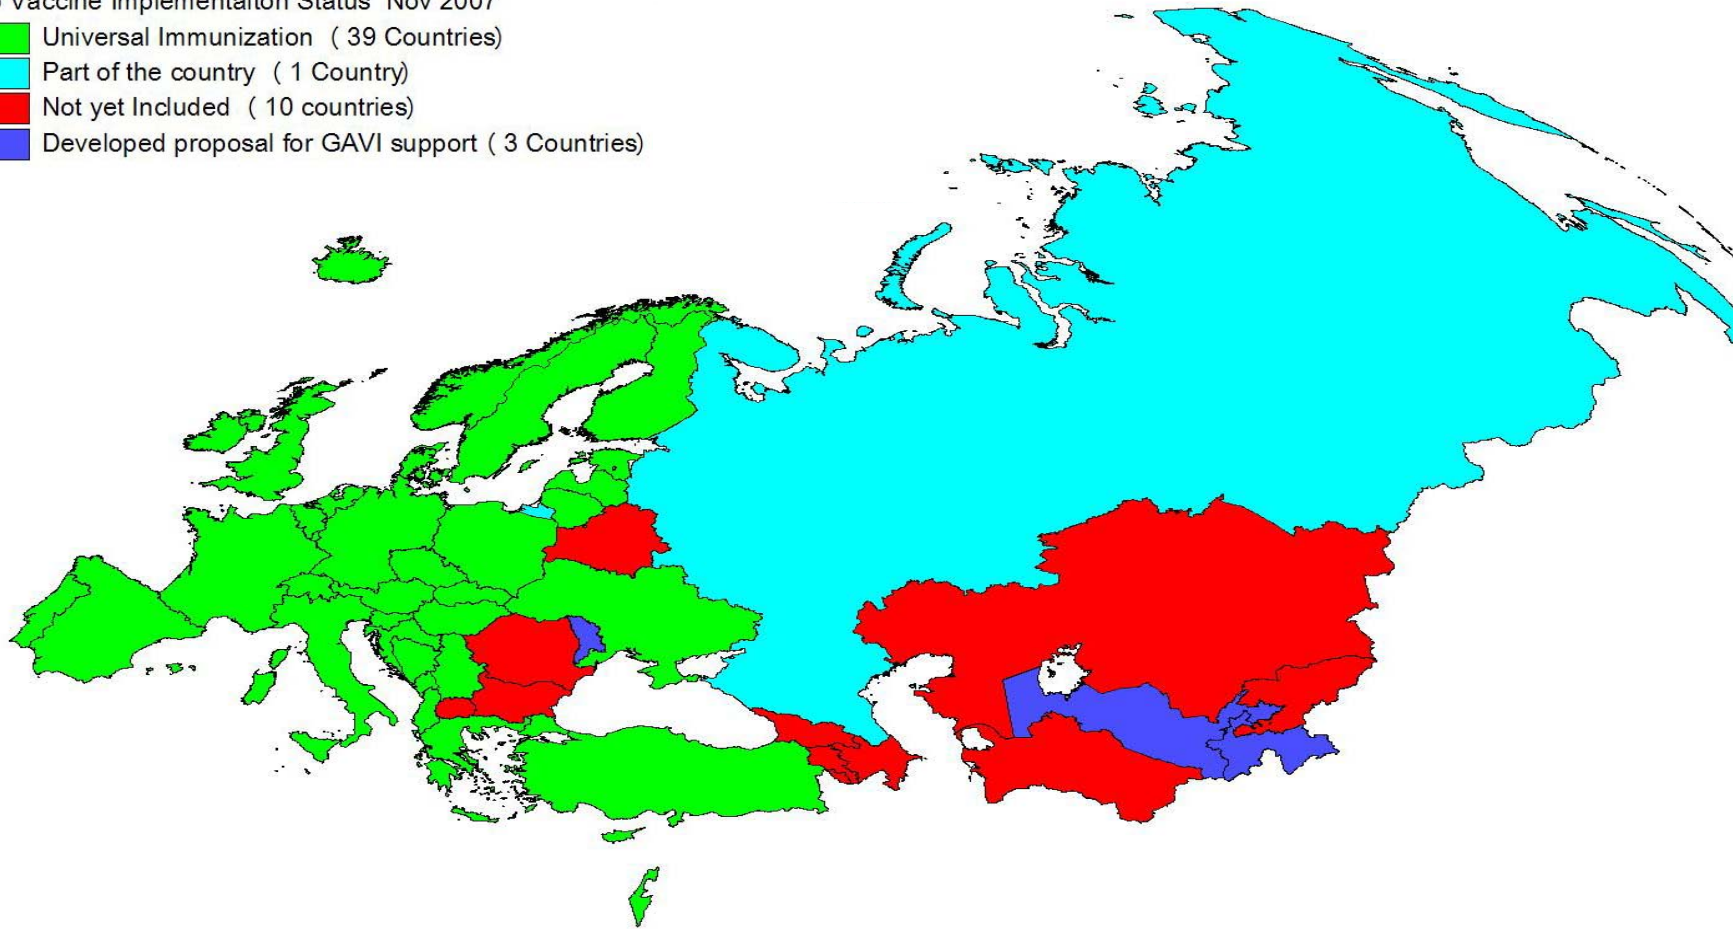 Vaccine Implementaiton Status Nov 2007
Universal Immunization ( 39 Countries)
Part of the country ( 1 Country)
Not yet Included ( 10 countries)
Developed proposal for GAVI support ( 3 Countries)